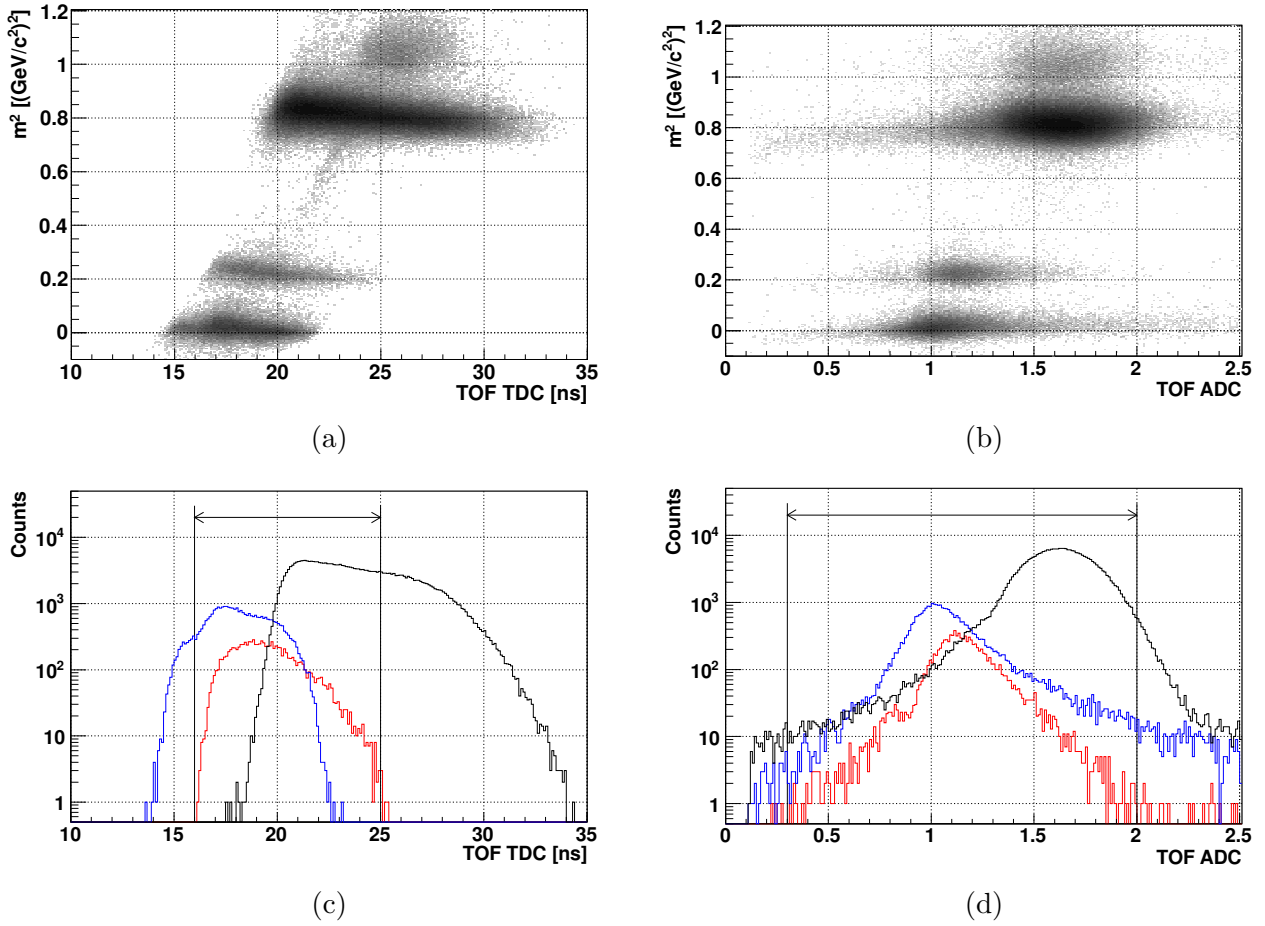 m² [(GeV/c²)²]
1.2
1
0.8
0.6
0.4
0.2
0
10 15 20 25 30 35
TOF TDC [ns]
(a)
m² [(GeV/c²)²]
1.2
1
0.8
0.6
0.4
0.2
0
0 0.5 1 1.5 2 2.5
TOF ADC
(b)
Counts
10⁴
10³
10²
10
1
10 15 20 25 30 35
TOF TDC [ns]
(c)
Counts
10⁴
10³
10²
10
1
0 0.5 1 1.5 2 2.5
TOF ADC
(d)